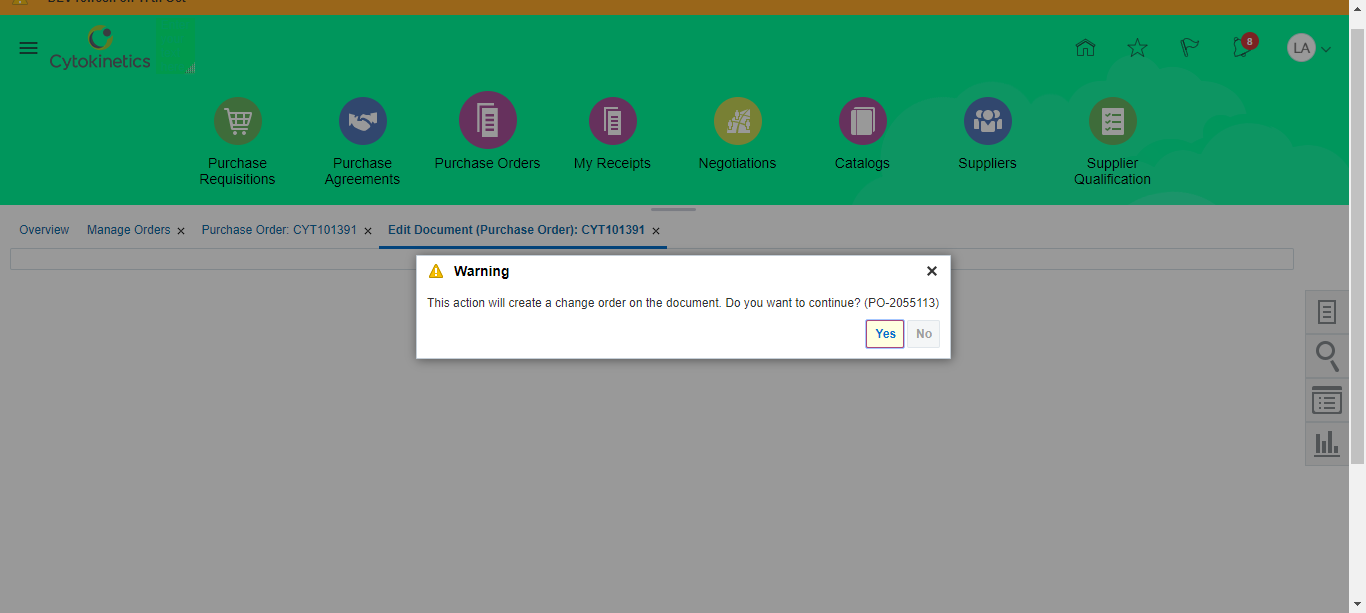 Cytokinetics
8
LA
Purchase Requisitions
Purchase Agreements
Purchase Orders
My Receipts
Negotiations
Catalogs
Suppliers
Supplier Qualification
Overview
Manage Orders ×
Purchase Order: CYT101391 ×
Edit Document (Purchase Order): CYT101391 ×
Warning
This action will create a change order on the document. Do you want to continue? (PO-2055113)
Yes
No